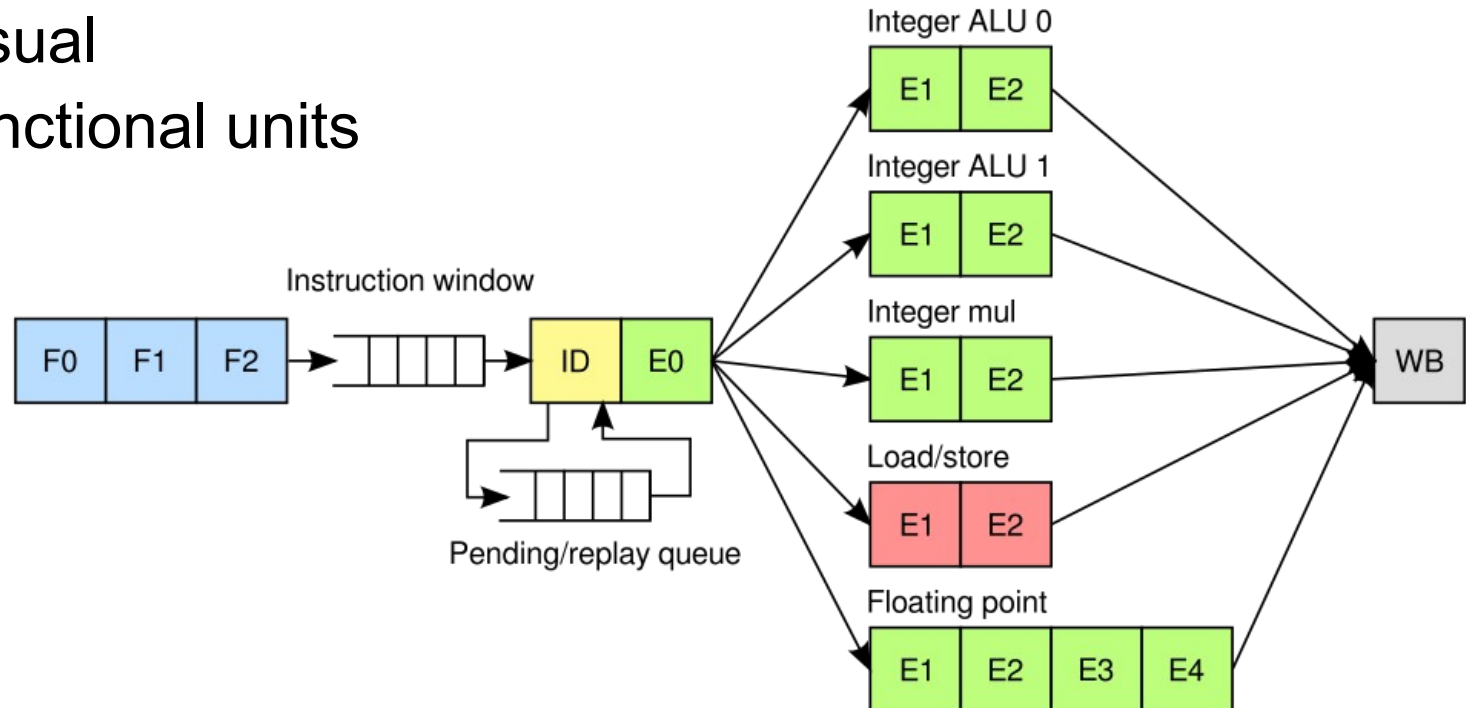 sual
nctional units
Integer ALU 0
E1 E2
Integer ALU 1
E1 E2
Instruction window
Integer mul
F0 F1 F2
ID E0
E1 E2
WB
Load/store
E1 E2
Pending/replay queue
Floating point
E1 E2 E3 E4